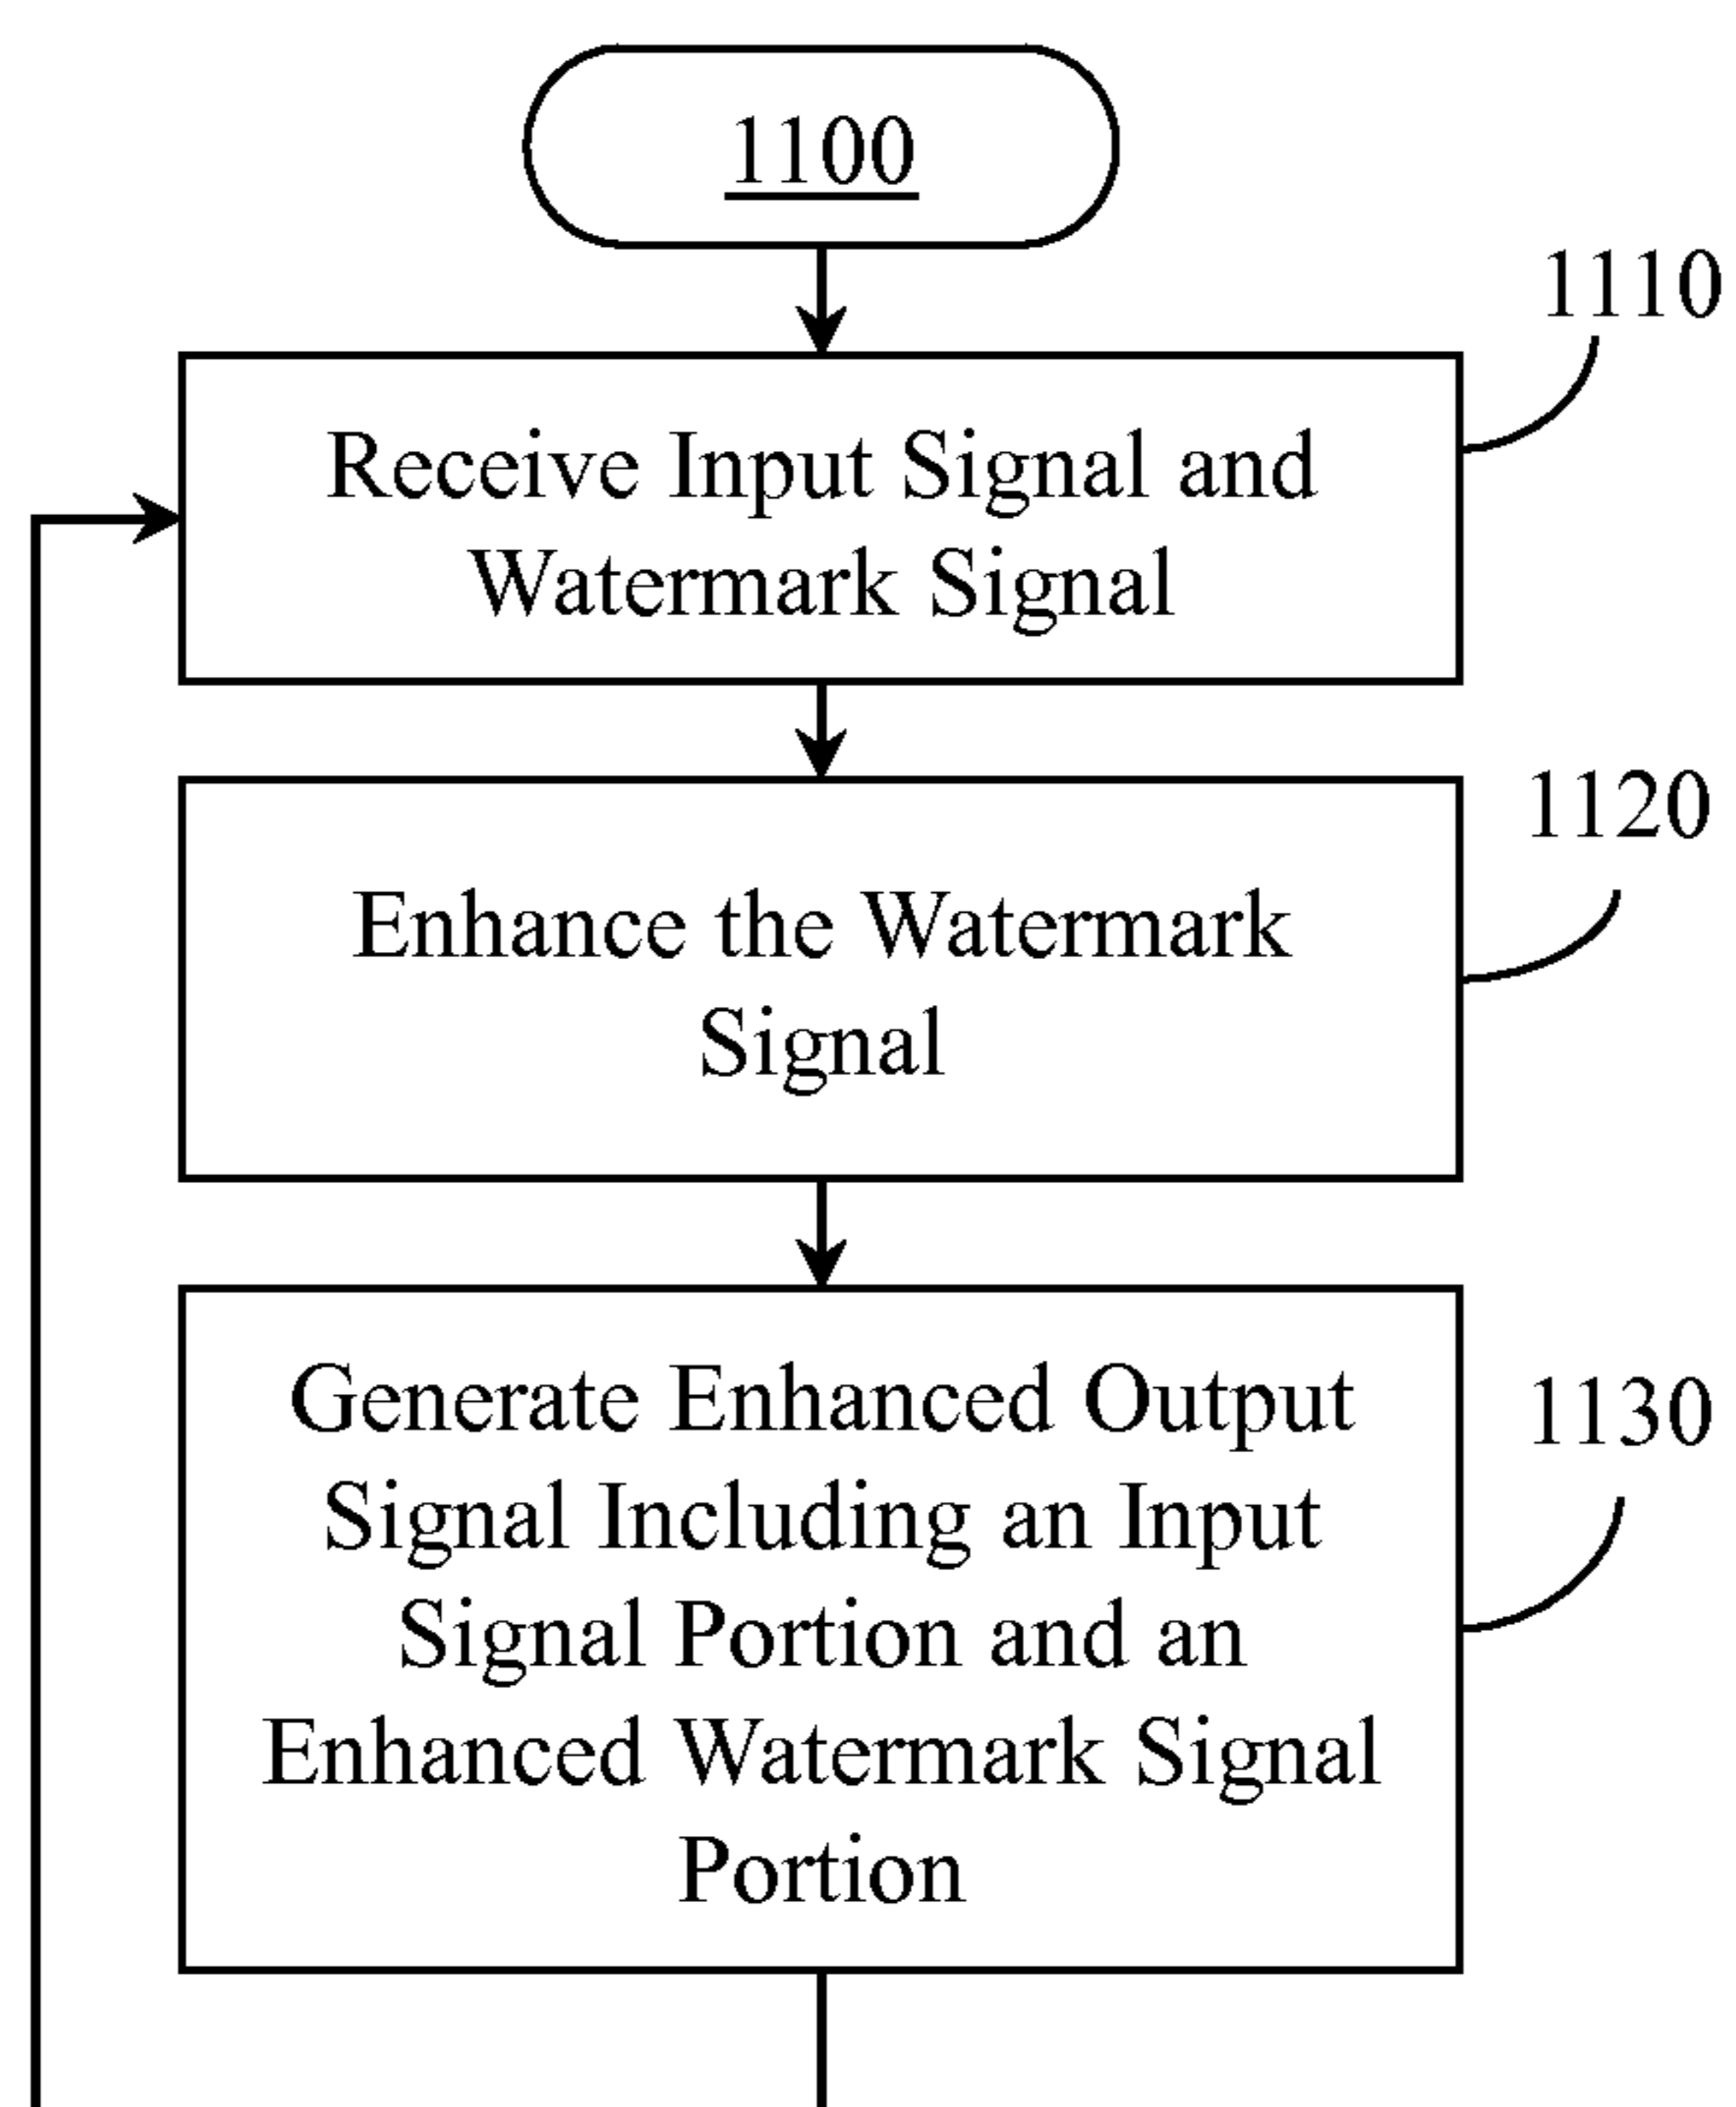 1100
1110
Receive Input Signal and
Watermark Signal
1120
Enhance the Watermark
Signal
1130
Generate Enhanced Output
Signal Including an Input
Signal Portion and an
Enhanced Watermark Signal
Portion